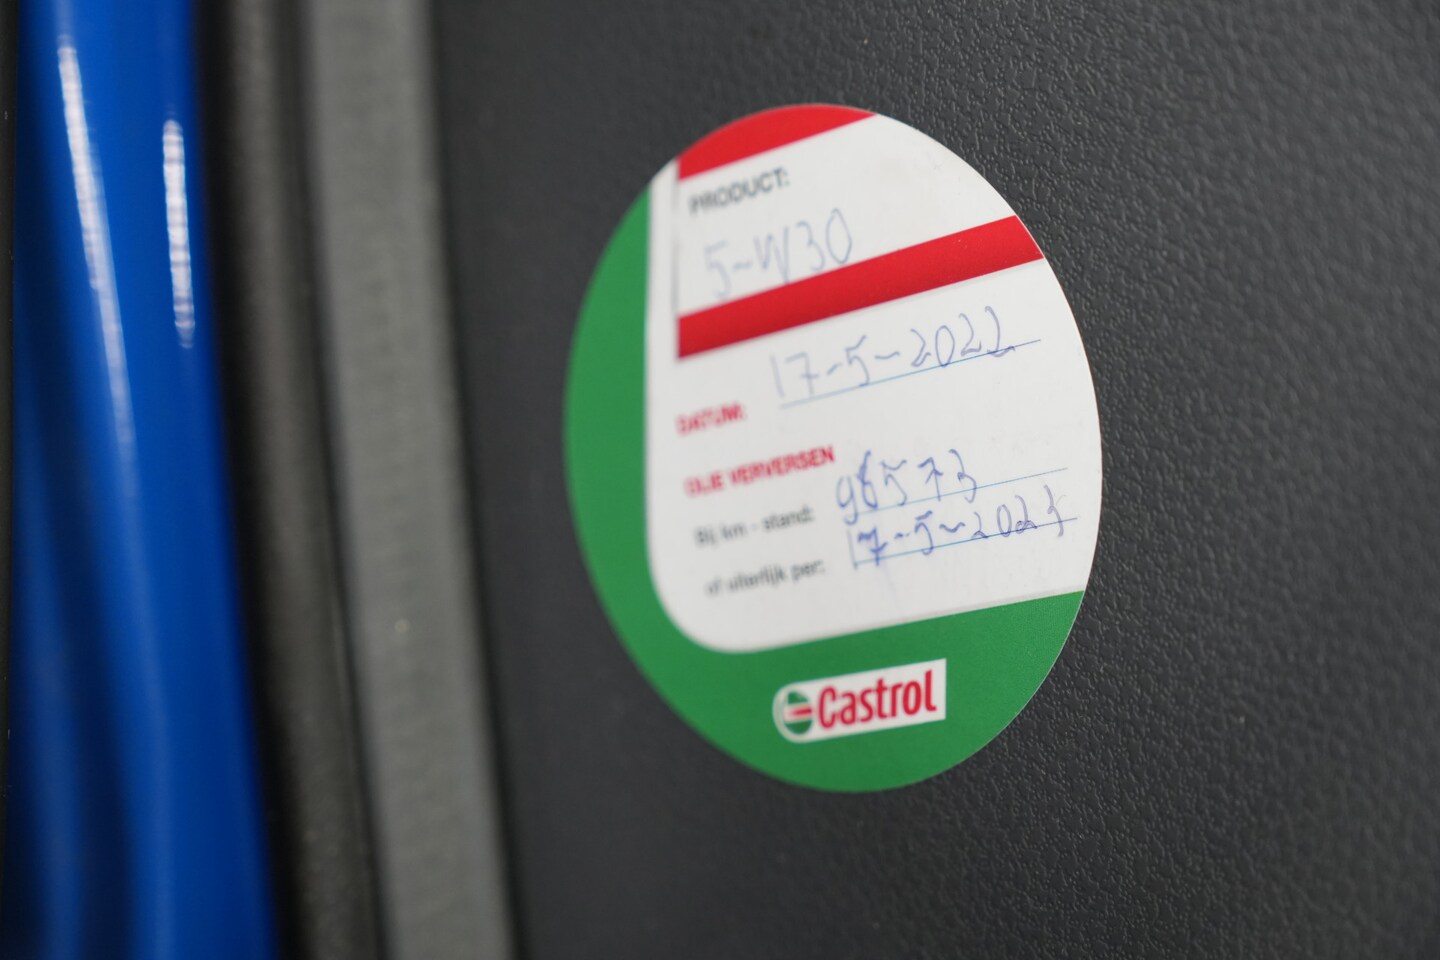 PRODUCT:
5-W30
17-5-2022
DATUM:
OLIE VERVERSEN
Bij km - stand: 98573
of uiterlijk per: 17-5-2023
Castrol